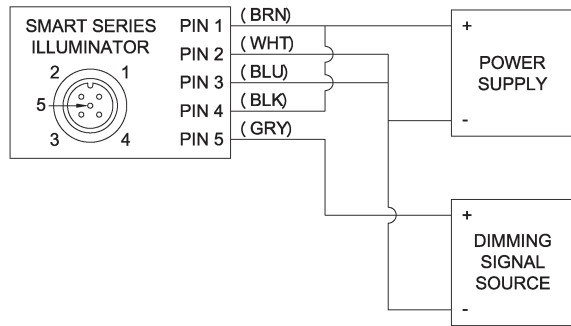 SMART SERIES
ILLUMINATOR
PIN 1
(BRN)
PIN 2
(WHT)
PIN 3
(BLU)
PIN 4
(BLK)
PIN 5
(GRY)
2
1
5
3
4
+
POWER
SUPPLY
-
+
DIMMING
SIGNAL
SOURCE
-